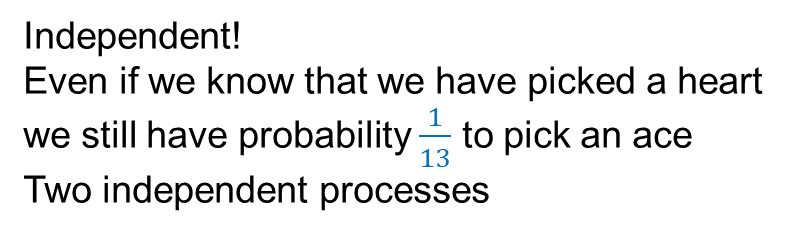 Independent!
Even if we know that we have picked a heart
we still have probability 1/13 to pick an ace
Two independent processes